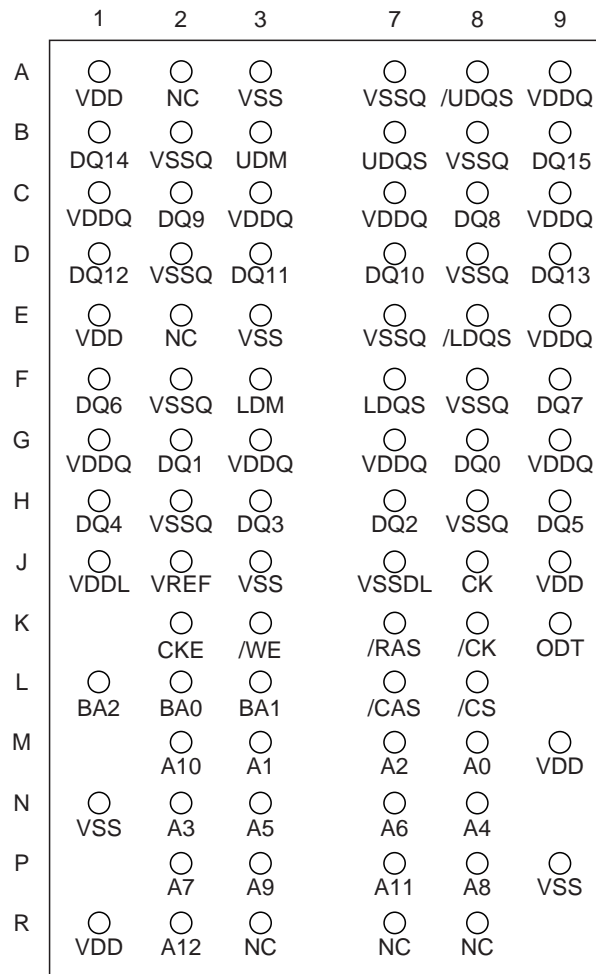 1 2 3 7 8 9
A
VDD NC VSS VSSQ /UDQS VDDQ
B
DQ14 VSSQ UDM UDQS VSSQ DQ15
C
VDDQ DQ9 VDDQ VDDQ DQ8 VDDQ
D
DQ12 VSSQ DQ11 DQ10 VSSQ DQ13
E
VDD NC VSS VSSQ /LDQS VDDQ
F
DQ6 VSSQ LDM LDQS VSSQ DQ7
G
VDDQ DQ1 VDDQ VDDQ DQ0 VDDQ
H
DQ4 VSSQ DQ3 DQ2 VSSQ DQ5
J
VDDL VREF VSS VSSDL CK VDD
K
CKE /WE /RAS /CK ODT
L
BA2 BA0 BA1 /CAS /CS
M
A10 A1 A2 A0 VDD
N
VSS A3 A5 A6 A4
P
A7 A9 A11 A8 VSS
R
VDD A12 NC NC NC